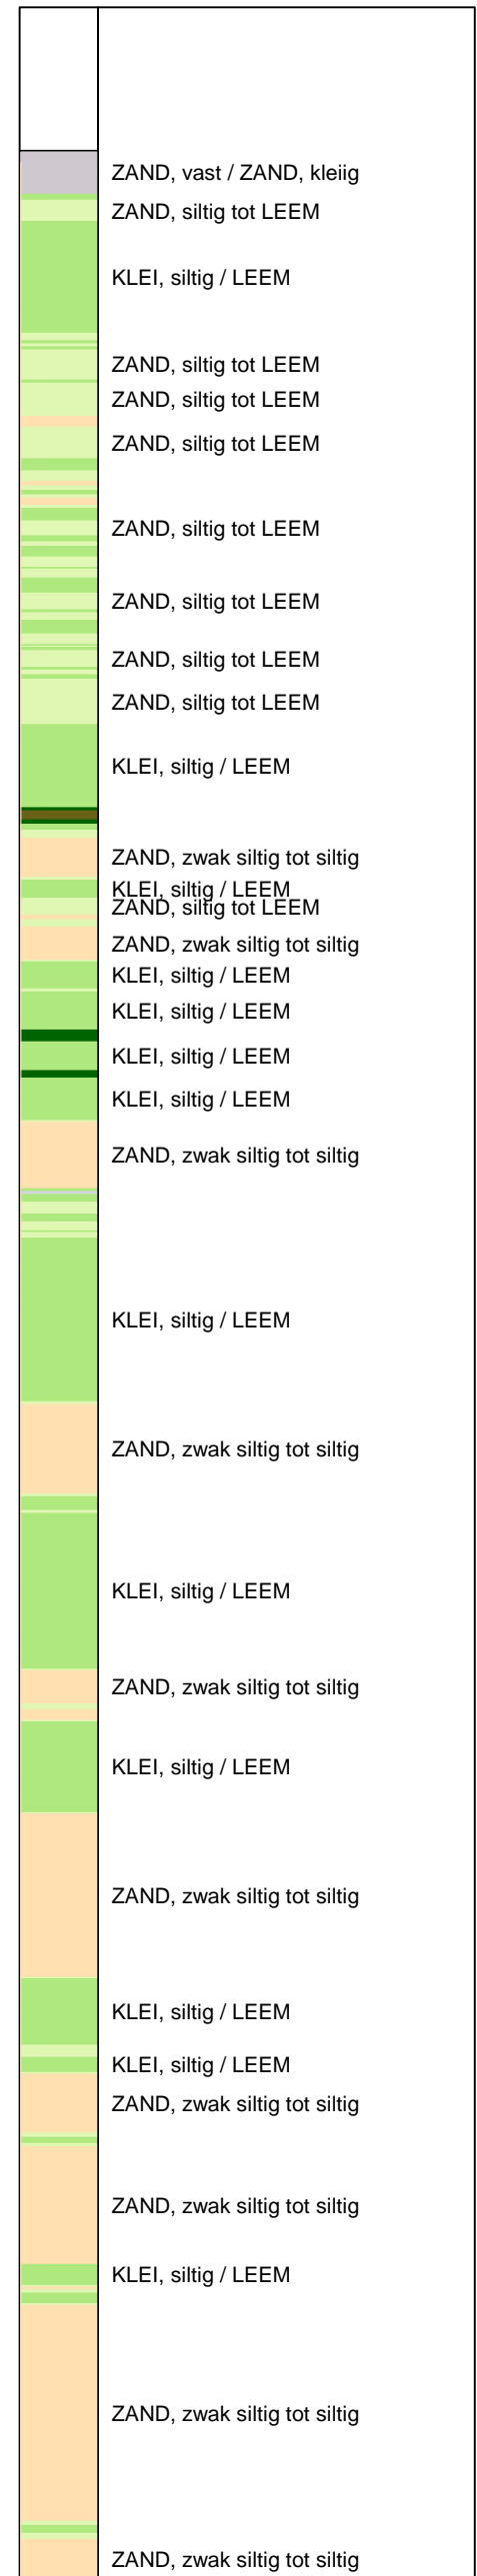 ZAND, vast / ZAND, kleiig
ZAND, siltig tot LEEM
KLEI, siltig / LEEM
ZAND, siltig tot LEEM
ZAND, siltig tot LEEM
ZAND, siltig tot LEEM
ZAND, siltig tot LEEM
ZAND, siltig tot LEEM
ZAND, siltig tot LEEM
ZAND, siltig tot LEEM
KLEI, siltig / LEEM
ZAND, zwak siltig tot siltig
KLEI, siltig / LEEM
ZAND, siltig tot LEEM
ZAND, zwak siltig tot siltig
KLEI, siltig / LEEM
KLEI, siltig / LEEM
KLEI, siltig / LEEM
KLEI, siltig / LEEM
ZAND, zwak siltig tot siltig
KLEI, siltig / LEEM
ZAND, zwak siltig tot siltig
KLEI, siltig / LEEM
ZAND, zwak siltig tot siltig
KLEI, siltig / LEEM
ZAND, zwak siltig tot siltig
KLEI, siltig / LEEM
KLEI, siltig / LEEM
ZAND, zwak siltig tot siltig
ZAND, zwak siltig tot siltig
KLEI, siltig / LEEM
ZAND, zwak siltig tot siltig
ZAND, zwak siltig tot siltig